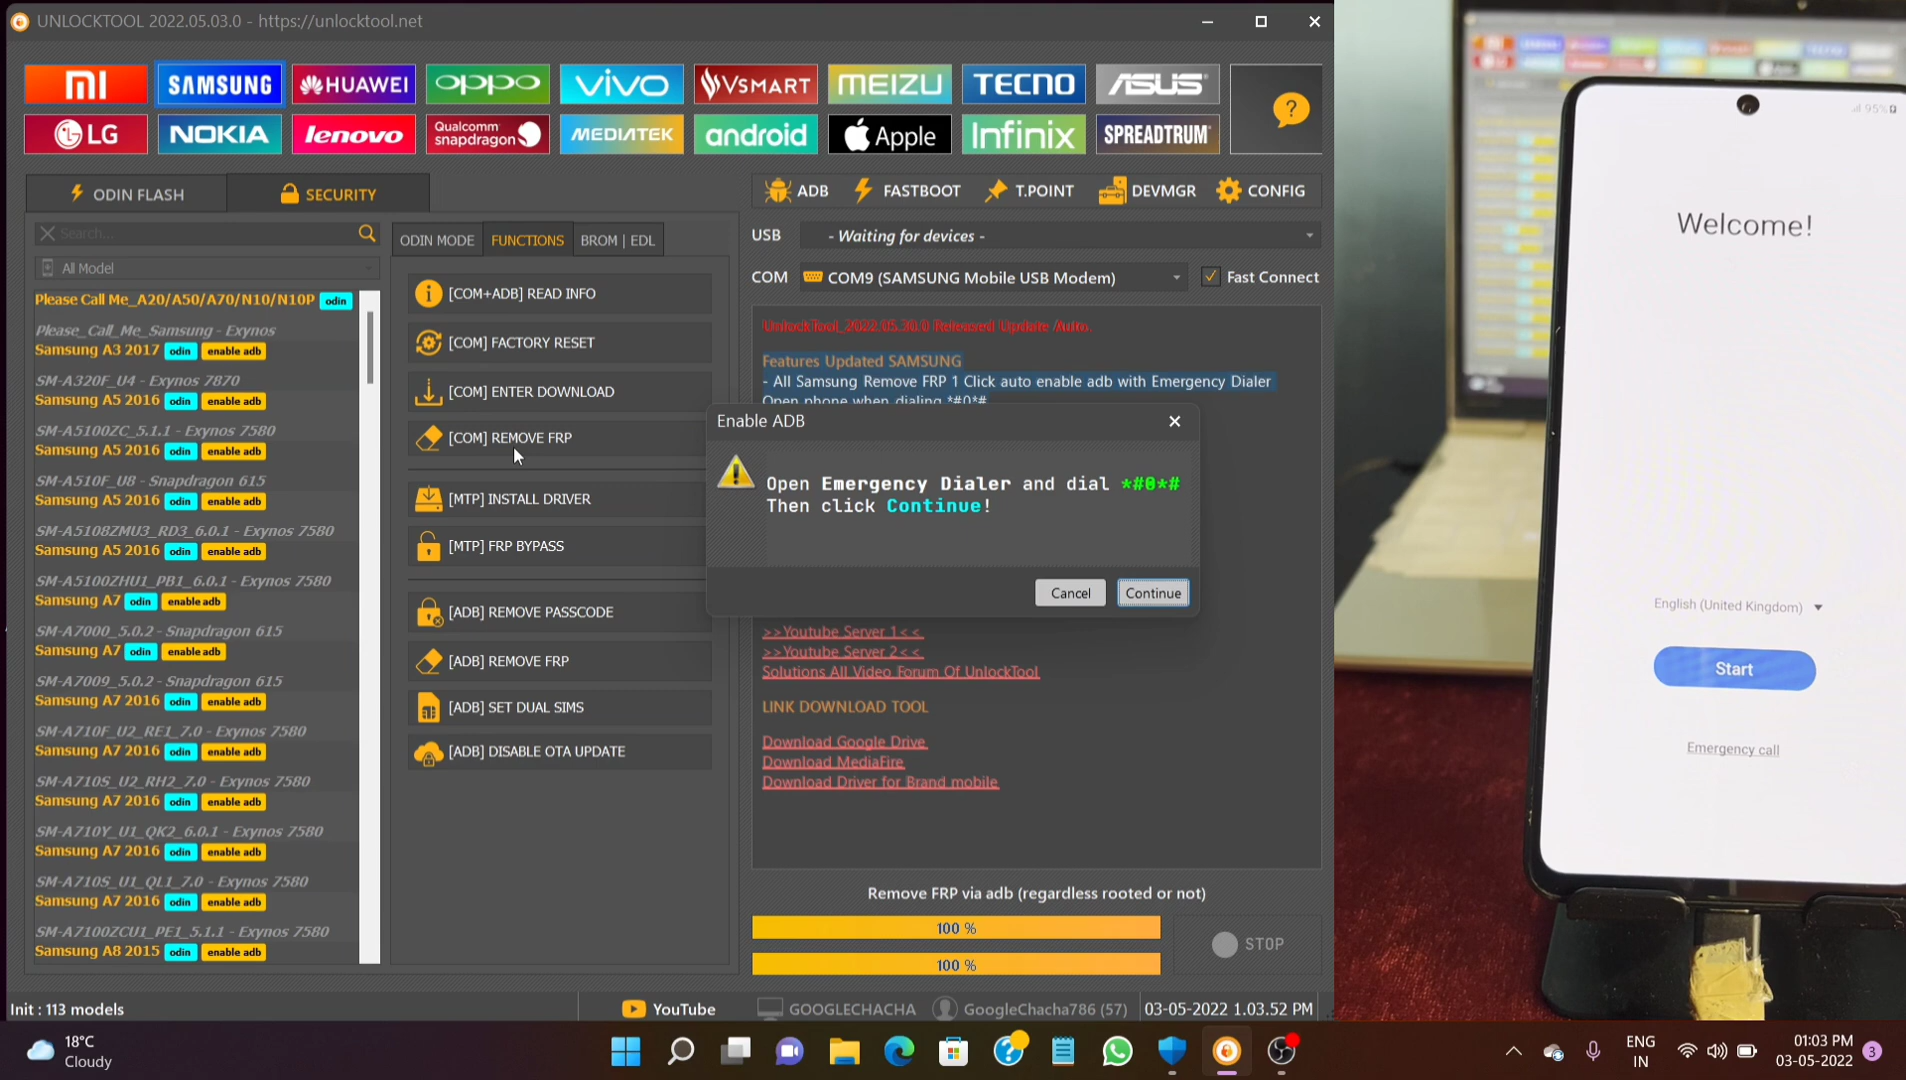 UNLOCKTOOL 2022.05.03.0 - https://unlocktool.net
mi SAMSUNG HUAWEI oppo vivo VSMART MEIZU TECNO ASUS
LG NOKIA lenovo Qualcomm snapdragon MEDIATEK android Apple Infinix SPREADTRUM
?
ODIN FLASH
SECURITY
ADB FASTBOOT T.POINT DEVMGR CONFIG
Search...
All Model
Please Call Me_A20/A50/A70/N10/N10P odin
Please_Call_Me_Samsung - Exynos
Samsung A3 2017 odin enable adb
SM-A320F_U4 - Exynos 7870
Samsung A5 2016 odin enable adb
SM-A5100ZC_5.1.1 - Exynos 7580
Samsung A5 2016 odin enable adb
SM-A510F_U8 - Snapdragon 615
Samsung A5 2016 odin enable adb
SM-A5108ZMU3_RD3_6.0.1 - Exynos 7580
Samsung A5 2016 odin enable adb
SM-A5100ZHU1_PB1_6.0.1 - Exynos 7580
Samsung A7 odin enable adb
SM-A7000_5.0.2 - Snapdragon 615
Samsung A7 odin enable adb
SM-A7009_5.0.2 - Snapdragon 615
Samsung A7 2016 odin enable adb
SM-A710F_U2_RE1_7.0 - Exynos 7580
Samsung A7 2016 odin enable adb
SM-A710S_U2_RH2_7.0 - Exynos 7580
Samsung A7 2016 odin enable adb
SM-A710Y_U1_QK2_6.0.1 - Exynos 7580
Samsung A7 2016 odin enable adb
SM-A710S_U1_QL1_7.0 - Exynos 7580
Samsung A7 2016 odin enable adb
SM-A7100ZCU1_PE1_5.1.1 - Exynos 7580
Samsung A8 2015 odin enable adb
ODIN MODE FUNCTIONS BROM | EDL
[COM+ADB] READ INFO
[COM] FACTORY RESET
[COM] ENTER DOWNLOAD
[COM] REMOVE FRP
[MTP] INSTALL DRIVER
[MTP] FRP BYPASS
[ADB] REMOVE PASSCODE
[ADB] REMOVE FRP
[ADB] SET DUAL SIMS
[ADB] DISABLE OTA UPDATE
USB - Waiting for devices -
COM COM9 (SAMSUNG Mobile USB Modem) Fast Connect
UnlockTool_2022.05.30.0 Released Update Auto.
Features Updated SAMSUNG
- All Samsung Remove FRP 1 Click auto enable adb with Emergency Dialer
Open phone when dialing *#0*#
Enable ADB
Open Emergency Dialer and dial *#0*#
Then click Continue!
Cancel Continue
>>Youtube Server 1<<
>>Youtube Server 2<<
Solutions All Video Forum Of UnlockTool
LINK DOWNLOAD TOOL
Download Google Drive
Download MediaFire
Download Driver for Brand mobile
Remove FRP via adb (regardless rooted or not)
100 %
100 %
STOP
Init : 113 models
YouTube
GOOGLECHACHA
GoogleChacha786 (57)
03-05-2022 1.03.52 PM
18°C
Cloudy
ENG
IN
01:03 PM
03-05-2022
3
95%
Welcome!
English (United Kingdom)
Start
Emergency call